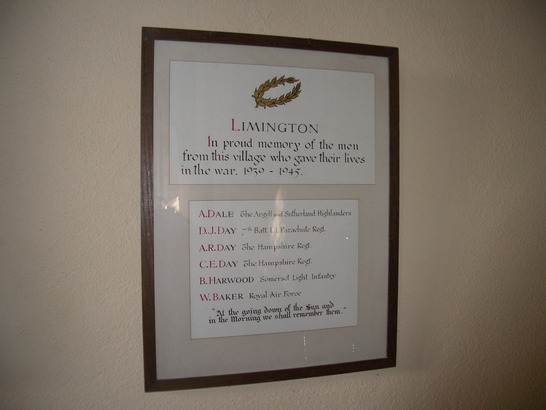 LIMINGTON
In proud memory of the men
from this village who gave their lives
in the war. 1939 - 1945.
A. DALE The Argyll and Sutherland Highlanders
D.J. DAY 7th Batt. Parachute Regt.
A.R. DAY The Hampshire Regt.
C.E. DAY The Hampshire Regt.
B. HARWOOD Somerset Light Infantry
W. BAKER Royal Air Force
"At the going down of the Sun and
in the Morning we shall remember them."